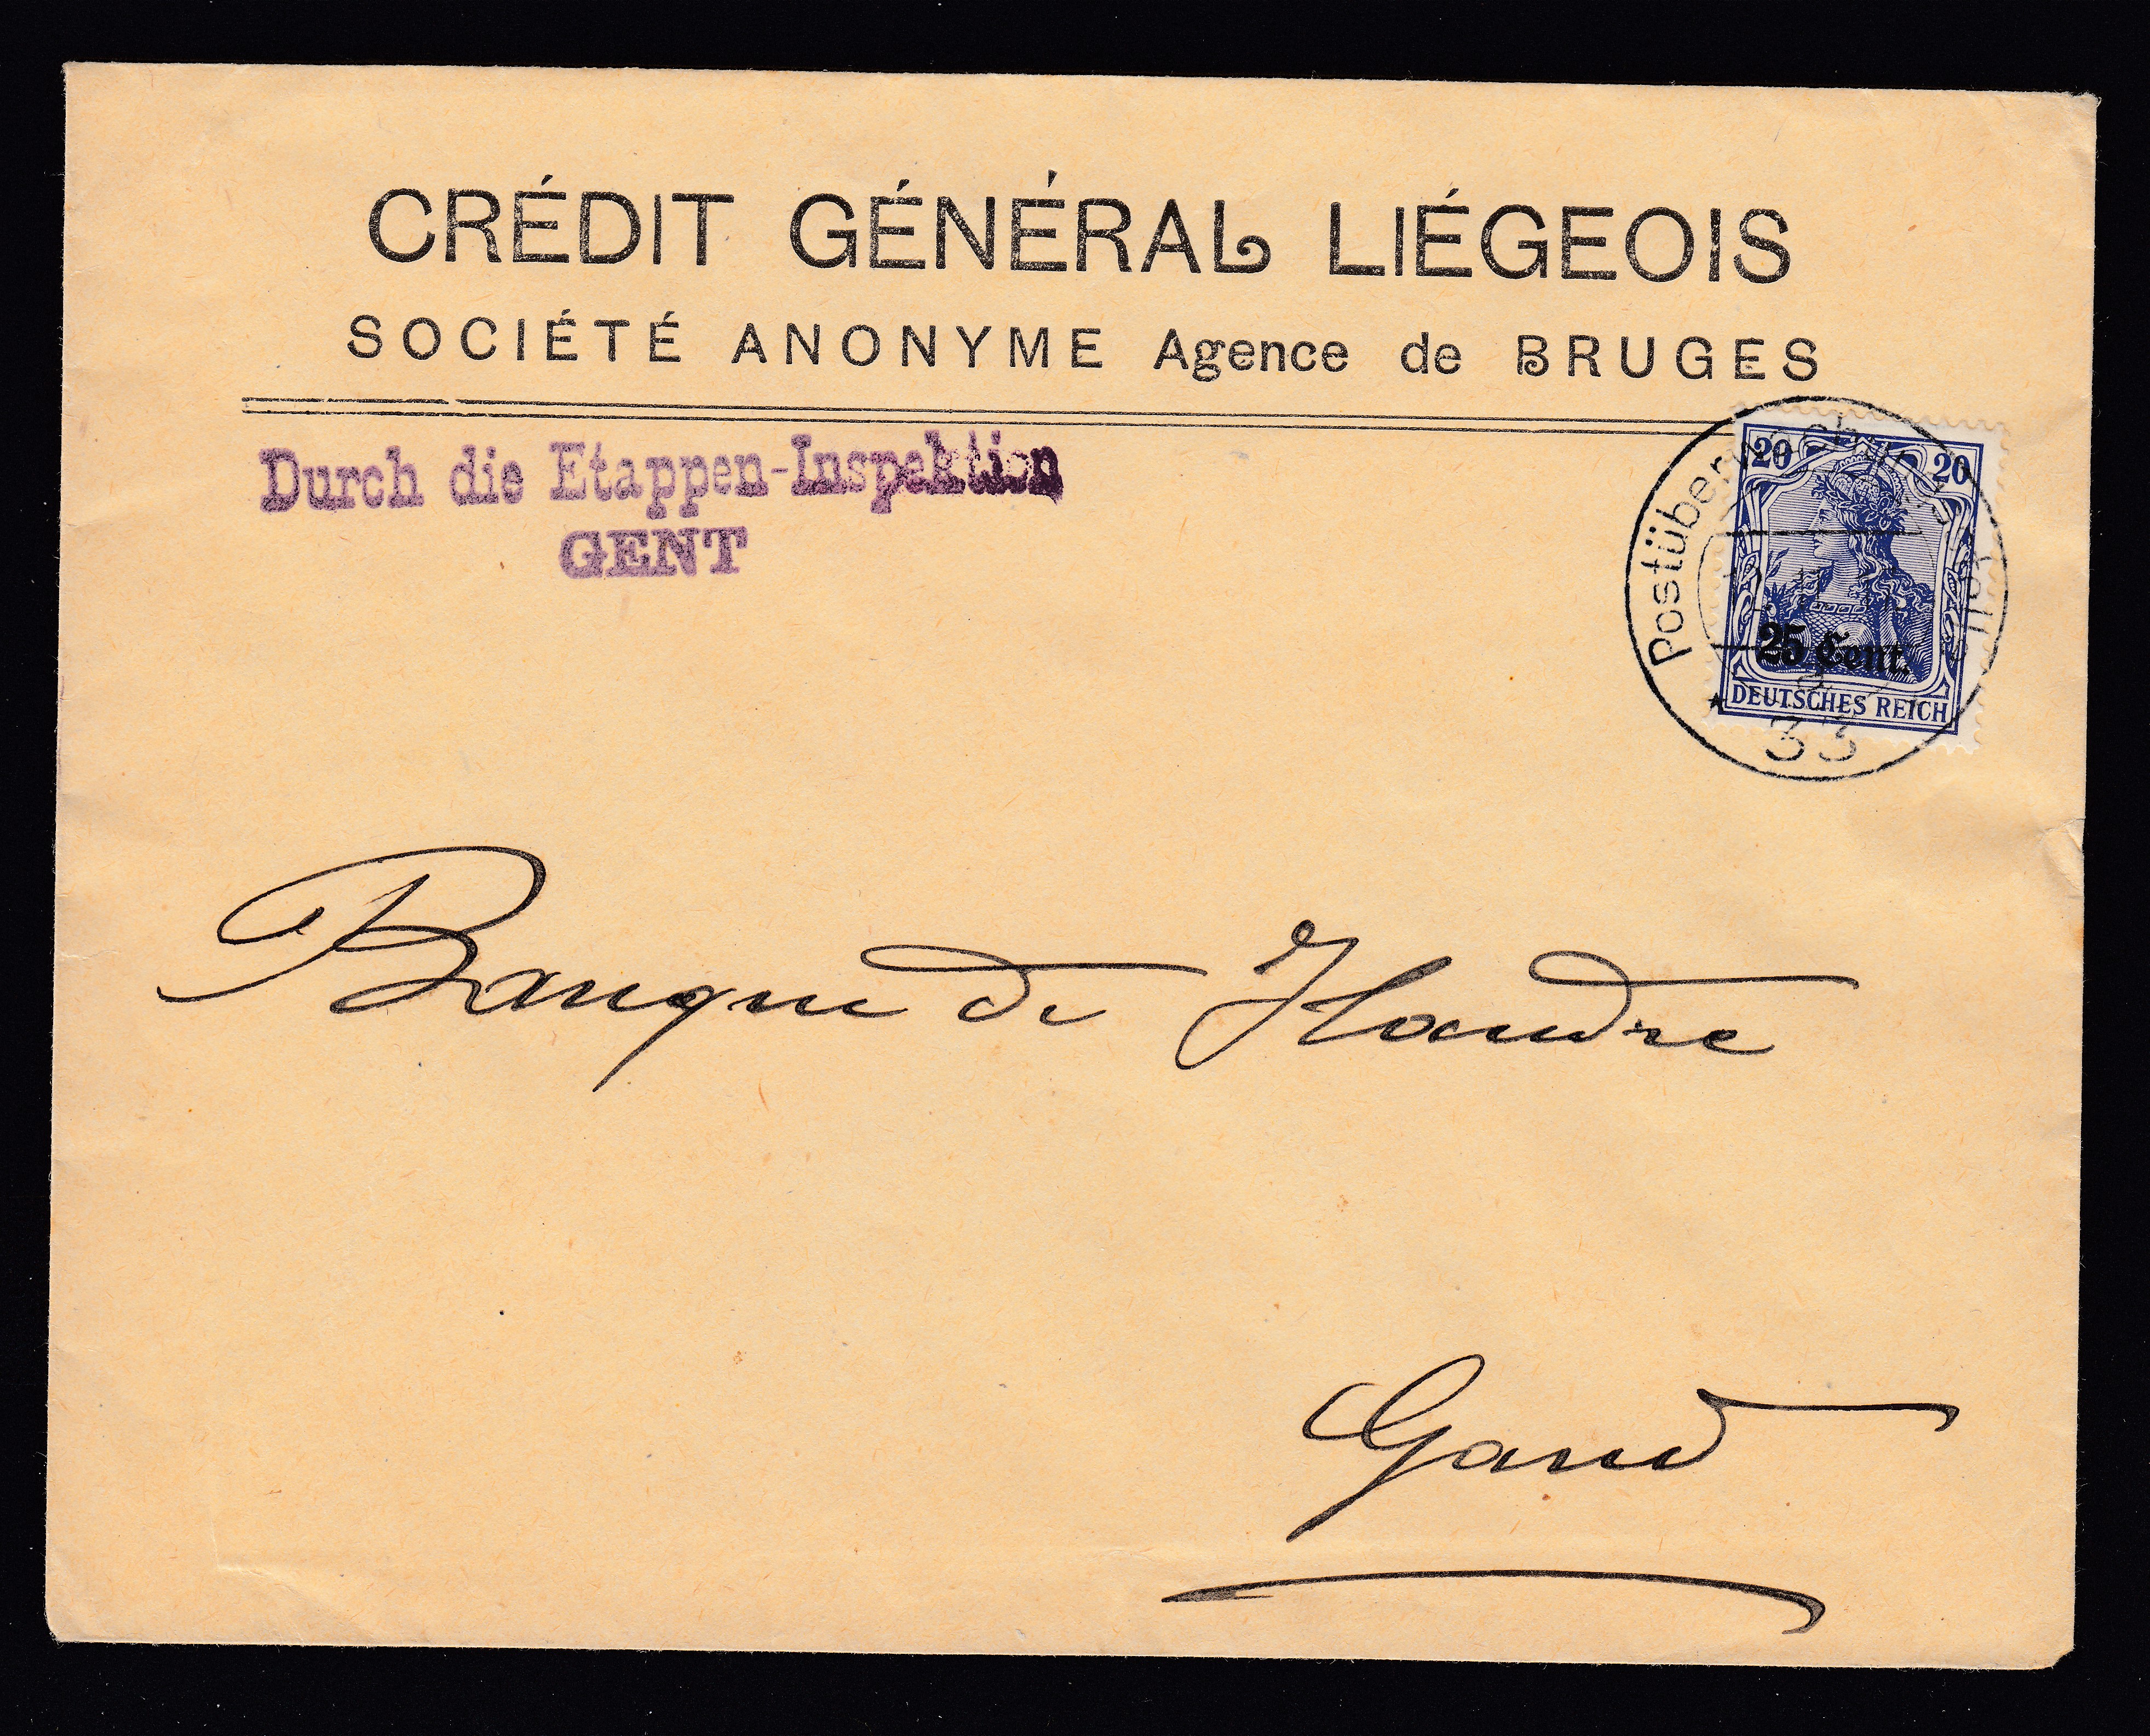 CRÉDIT GÉNÉRAL LIÉGEOIS
SOCIÉTÉ ANONYME Agence de BRUGES
Durch die Etappen-Inspektion
GENT
20 20
25 Cent.
DEUTSCHES REICH
33
Banque de Flandre
Gand